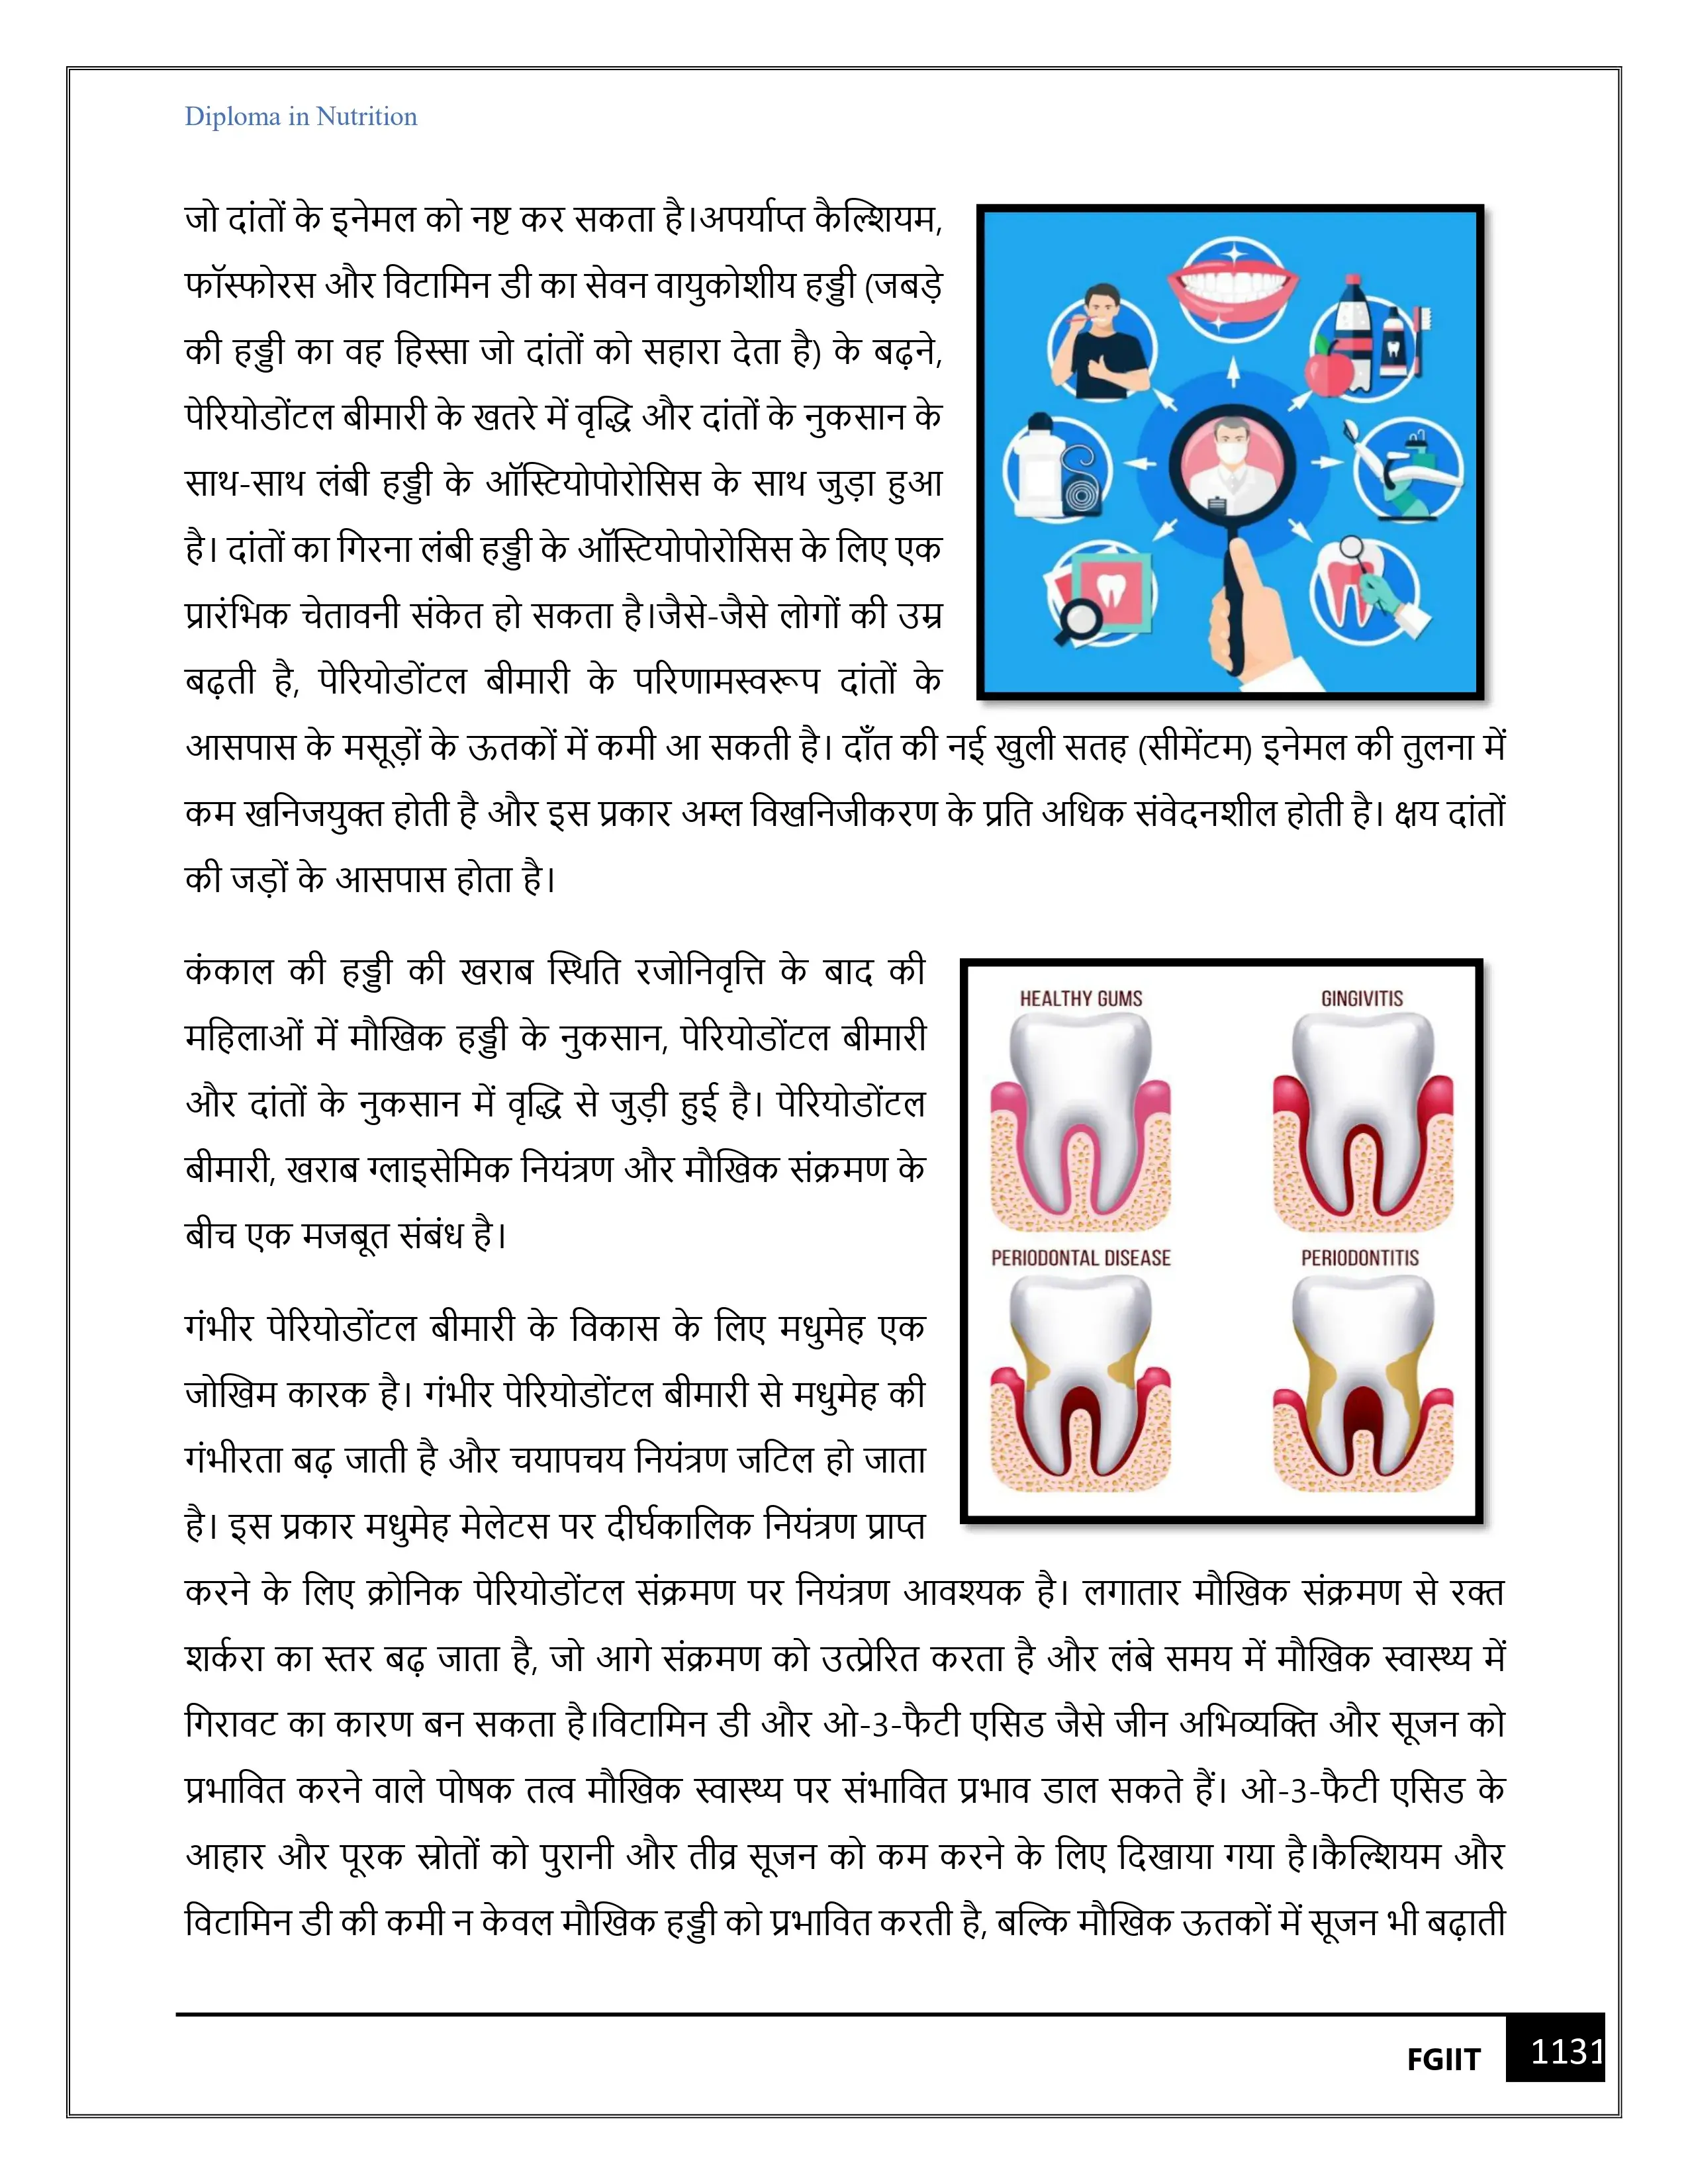 Diploma in Nutrition
जो दांतों के इनेमल को नष्ट कर सकता है।अपर्याप्त कैल्शियम,
फॉस्फोरस और विटामिन डी का सेवन वायुकोशीय हड्डी (जबड़े
की हड्डी का वह हिस्सा जो दांतों को सहारा देता है) के बढ़ने,
पेरियोडोंटल बीमारी के खतरे में वृद्धि और दांतों के नुकसान के
साथ-साथ लंबी हड्डी के ऑस्टियोपोरोसिस के साथ जुड़ा हुआ
है। दांतों का गिरना लंबी हड्डी के ऑस्टियोपोरोसिस के लिए एक
प्रारंभिक चेतावनी संकेत हो सकता है।जैसे-जैसे लोगों की उम्र
बढ़ती है, पेरियोडोंटल बीमारी के परिणामस्वरूप दांतों के
आसपास के मसूड़ों के ऊतकों में कमी आ सकती है। दाँत की नई खुली सतह (सीमेंटम) इनेमल की तुलना में
कम खनिजयुक्त होती है और इस प्रकार अम्ल विखनिजीकरण के प्रति अधिक संवेदनशील होती है। क्षय दांतों
की जड़ों के आसपास होता है।
कंकाल की हड्डी की खराब स्थिति रजोनिवृत्ति के बाद की
महिलाओं में मौखिक हड्डी के नुकसान, पेरियोडोंटल बीमारी
और दांतों के नुकसान में वृद्धि से जुड़ी हुई है। पेरियोडोंटल
बीमारी, खराब ग्लाइसेमिक नियंत्रण और मौखिक संक्रमण के
बीच एक मजबूत संबंध है।
HEALTHY GUMS
GINGIVITIS
PERIODONTAL DISEASE
PERIODONTITIS
गंभीर पेरियोडोंटल बीमारी के विकास के लिए मधुमेह एक
जोखिम कारक है। गंभीर पेरियोडोंटल बीमारी से मधुमेह की
गंभीरता बढ़ जाती है और चयापचय नियंत्रण जटिल हो जाता
है। इस प्रकार मधुमेह मेलेटस पर दीर्घकालिक नियंत्रण प्राप्त
करने के लिए क्रोनिक पेरियोडोंटल संक्रमण पर नियंत्रण आवश्यक है। लगातार मौखिक संक्रमण से रक्त
शर्करा का स्तर बढ़ जाता है, जो आगे संक्रमण को उत्प्रेरित करता है और लंबे समय में मौखिक स्वास्थ्य में
गिरावट का कारण बन सकता है।विटामिन डी और ओ-3-फैटी एसिड जैसे जीन अभिव्यक्ति और सूजन को
प्रभावित करने वाले पोषक तत्व मौखिक स्वास्थ्य पर संभावित प्रभाव डाल सकते हैं। ओ-3-फैटी एसिड के
आहार और पूरक स्रोतों को पुरानी और तीव्र सूजन को कम करने के लिए दिखाया गया है।कैल्शियम और
विटामिन डी की कमी न केवल मौखिक हड्डी को प्रभावित करती है, बल्कि मौखिक ऊतकों में सूजन भी बढ़ाती
FGIIT 1131